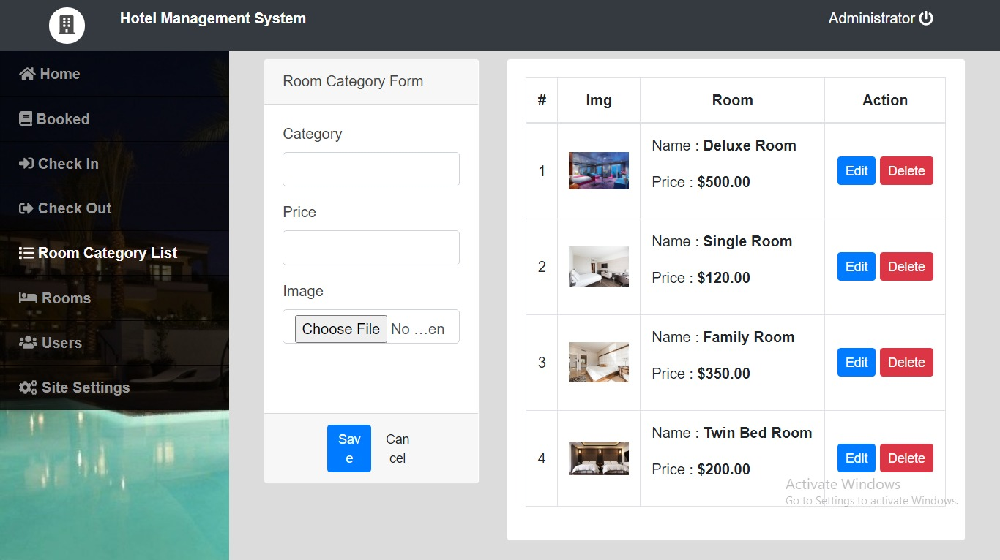 Hotel Management System
Administrator
Home
Booked
Check In
Check Out
Room Category List
Rooms
Users
Site Settings
Room Category Form
Category
Price
Image
Choose File No …en
Sav
e
Can
cel
# Img Room Action
1 Name : Deluxe Room
Price : $500.00
Edit Delete
2 Name : Single Room
Price : $120.00
Edit Delete
3 Name : Family Room
Price : $350.00
Edit Delete
4 Name : Twin Bed Room
Price : $200.00
Edit Delete
Activate Windows
Go to Settings to activate Windows.